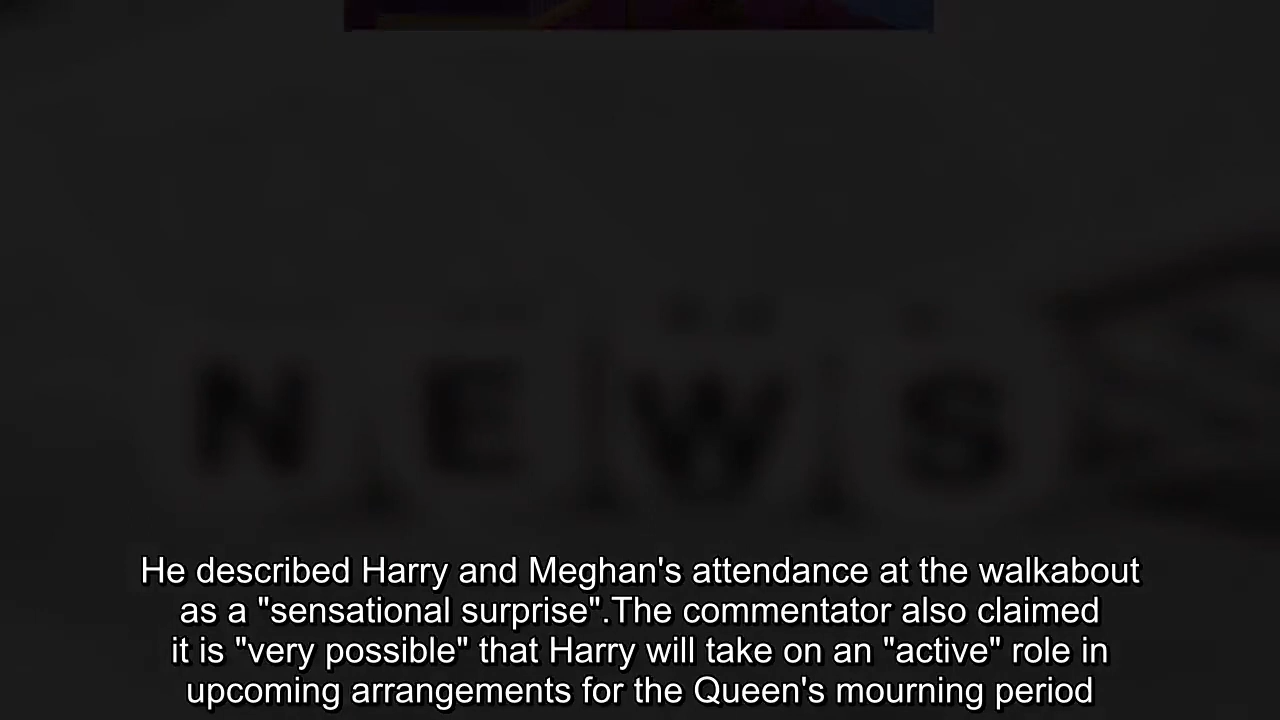 N E W S
He described Harry and Meghan's attendance at the walkabout
as a "sensational surprise".The commentator also claimed
it is "very possible" that Harry will take on an "active" role in
upcoming arrangements for the Queen's mourning period